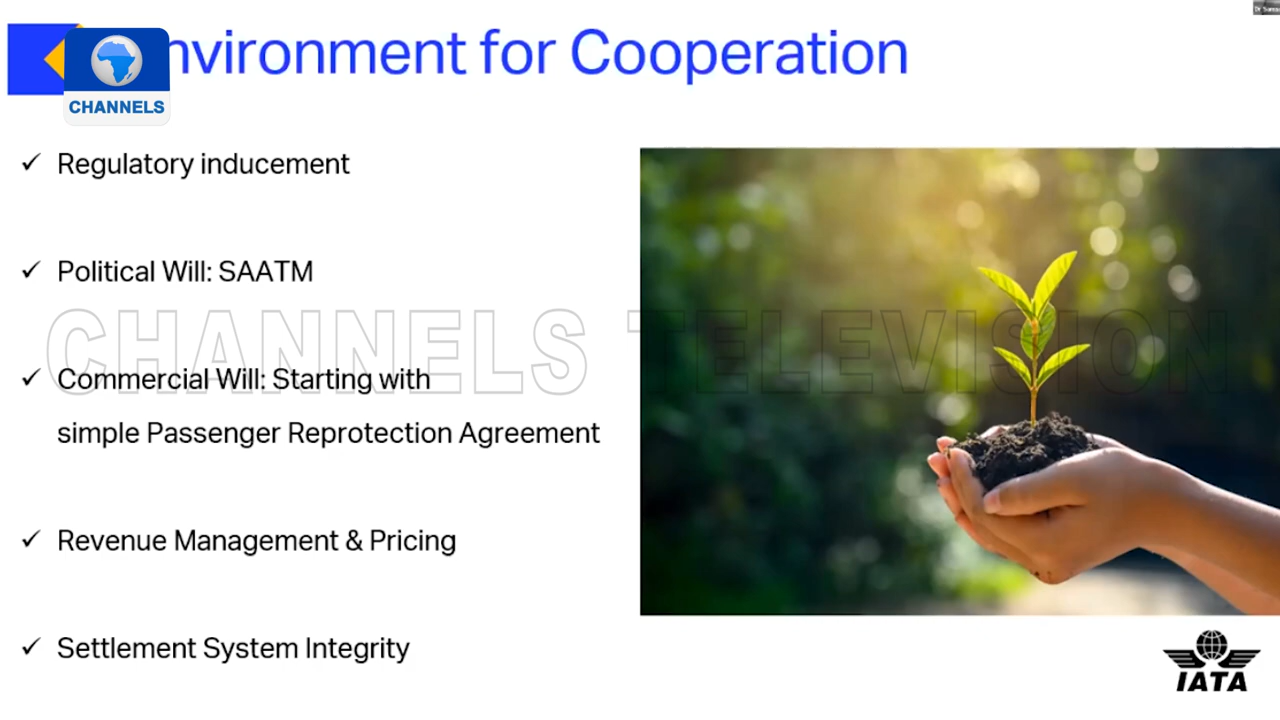 nvironment for Cooperation
CHANNELS
✓ Regulatory inducement
✓ Political Will: SAATM
CHANNELS TELEVISION
✓ Commercial Will: Starting with
simple Passenger Reprotection Agreement
✓ Revenue Management & Pricing
✓ Settlement System Integrity
IATA